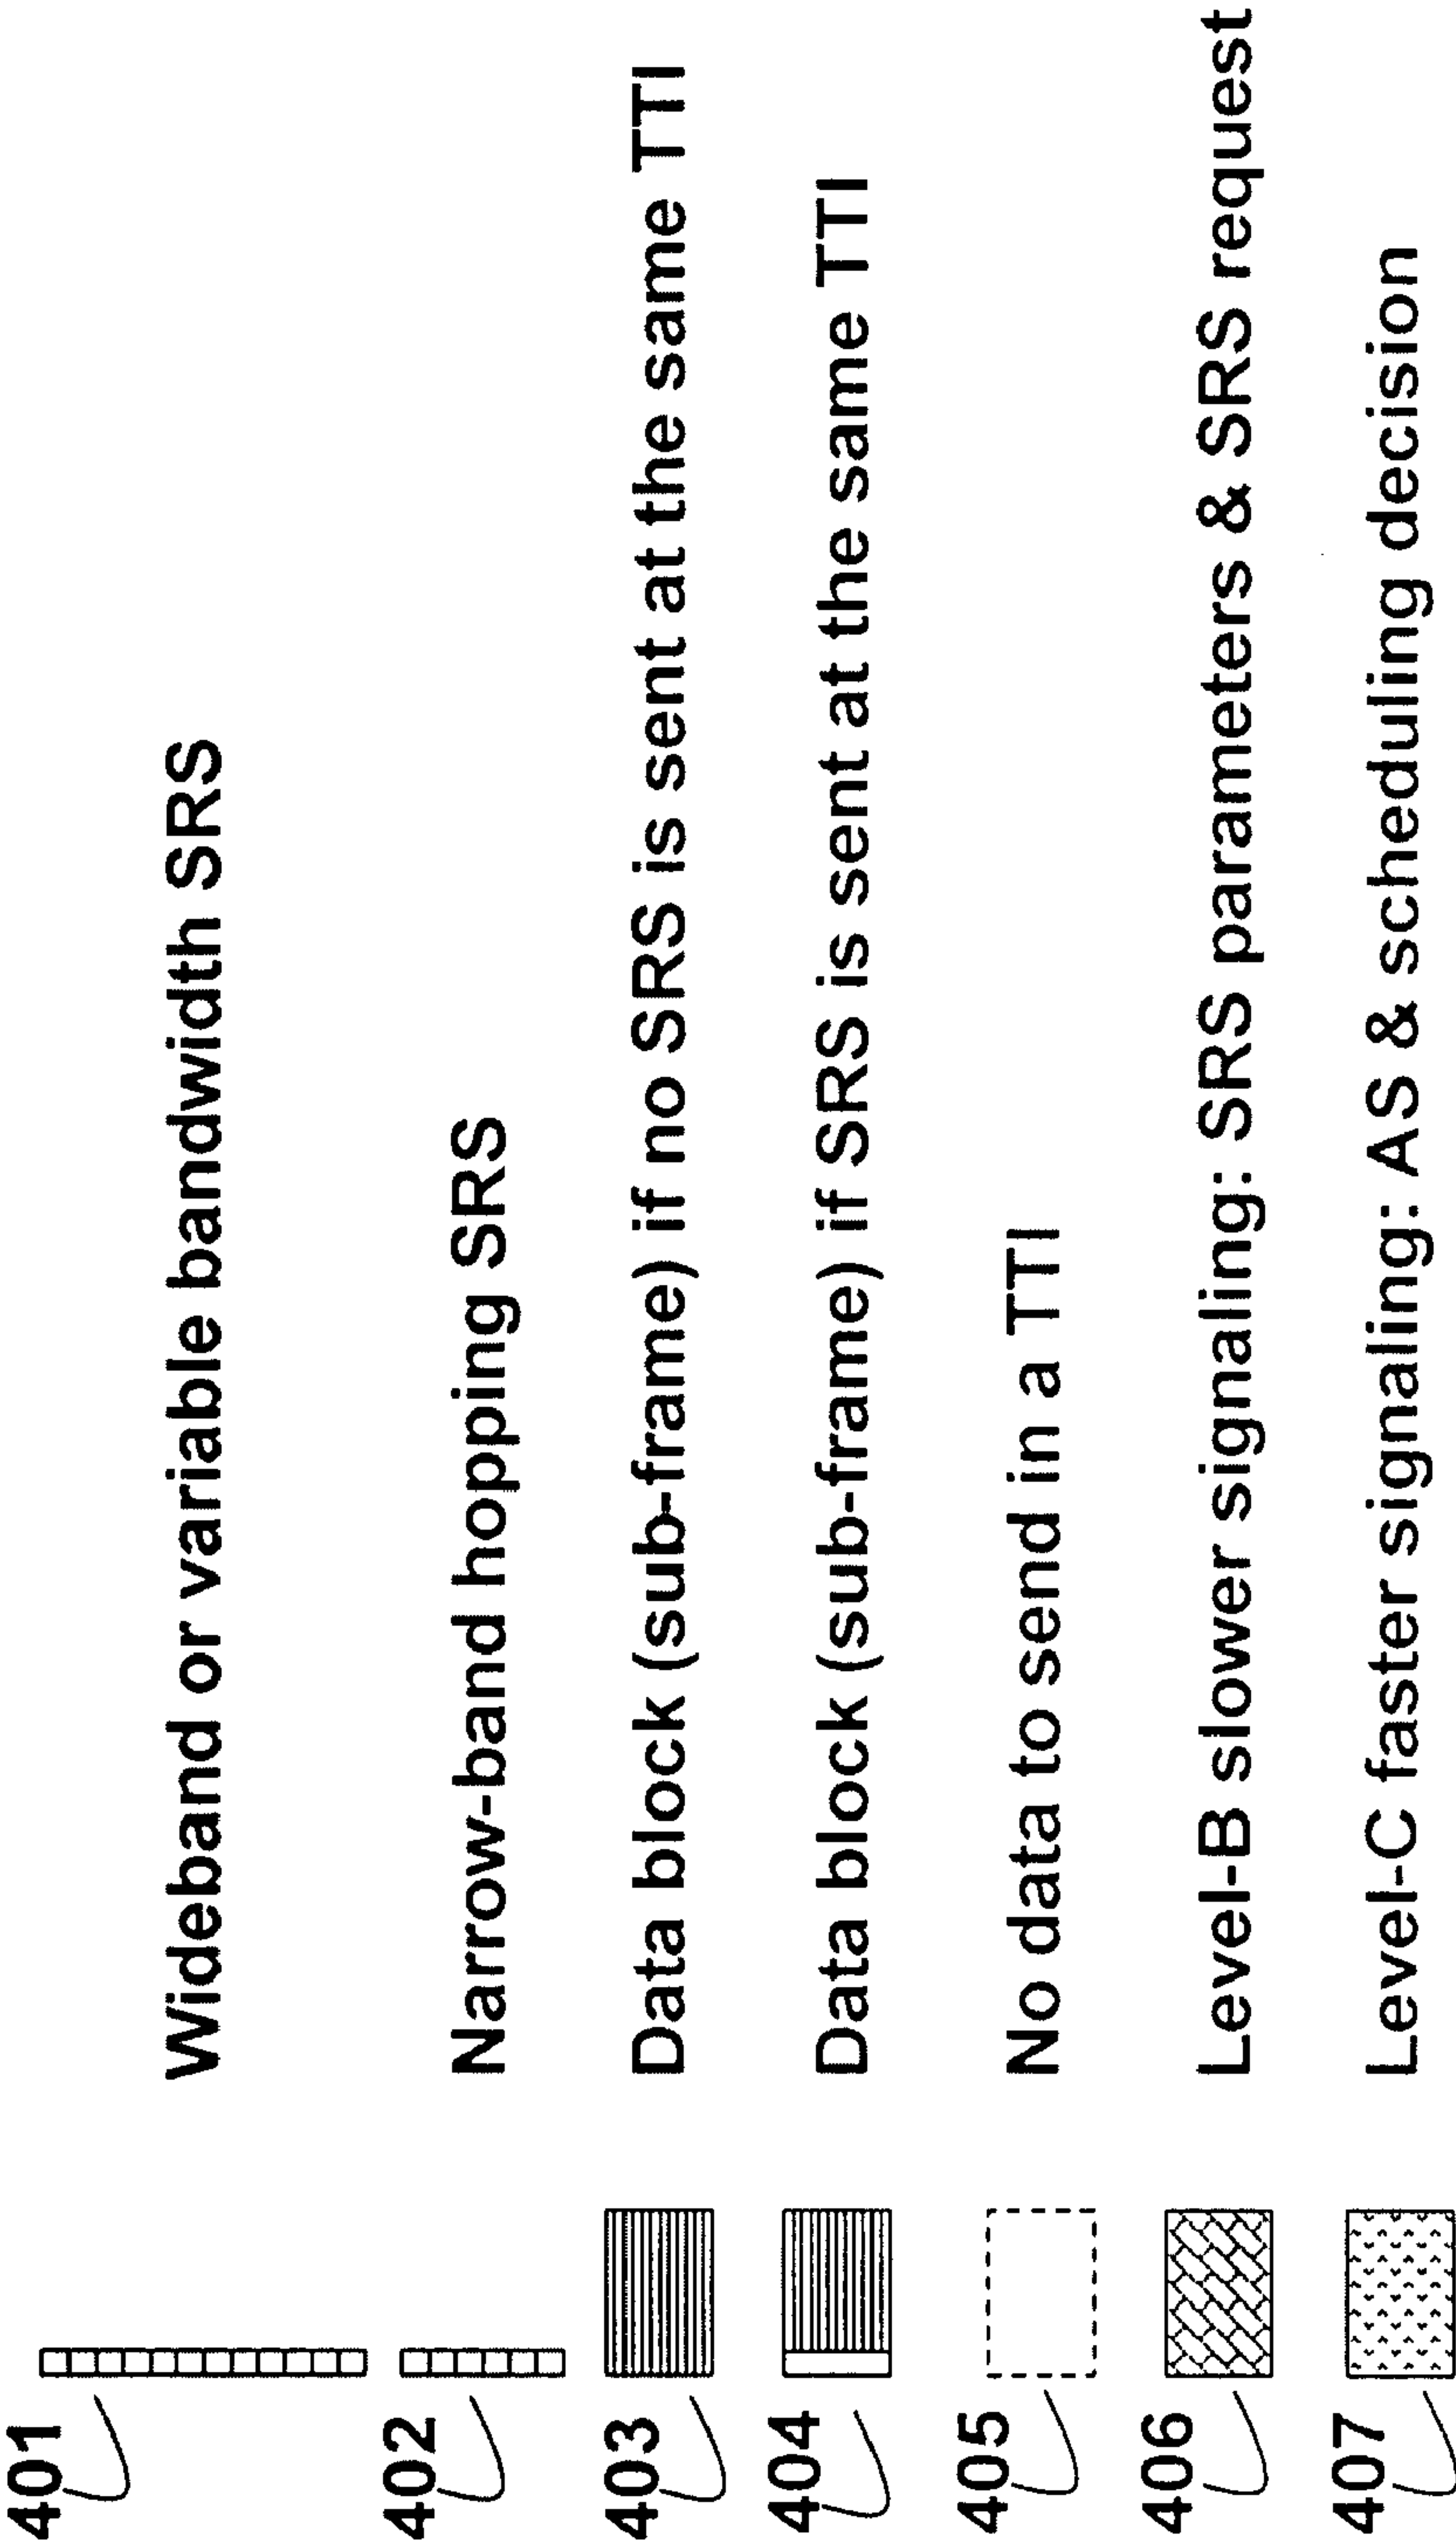 401 Wideband or variable bandwidth SRS
402 Narrow-band hopping SRS
403 Data block (sub-frame) if no SRS is sent at the same TTI
404 Data block (sub-frame) if SRS is sent at the same TTI
405 No data to send in a TTI
406 Level-B slower signaling: SRS parameters & SRS request
407 Level-C faster signaling: AS & scheduling decision